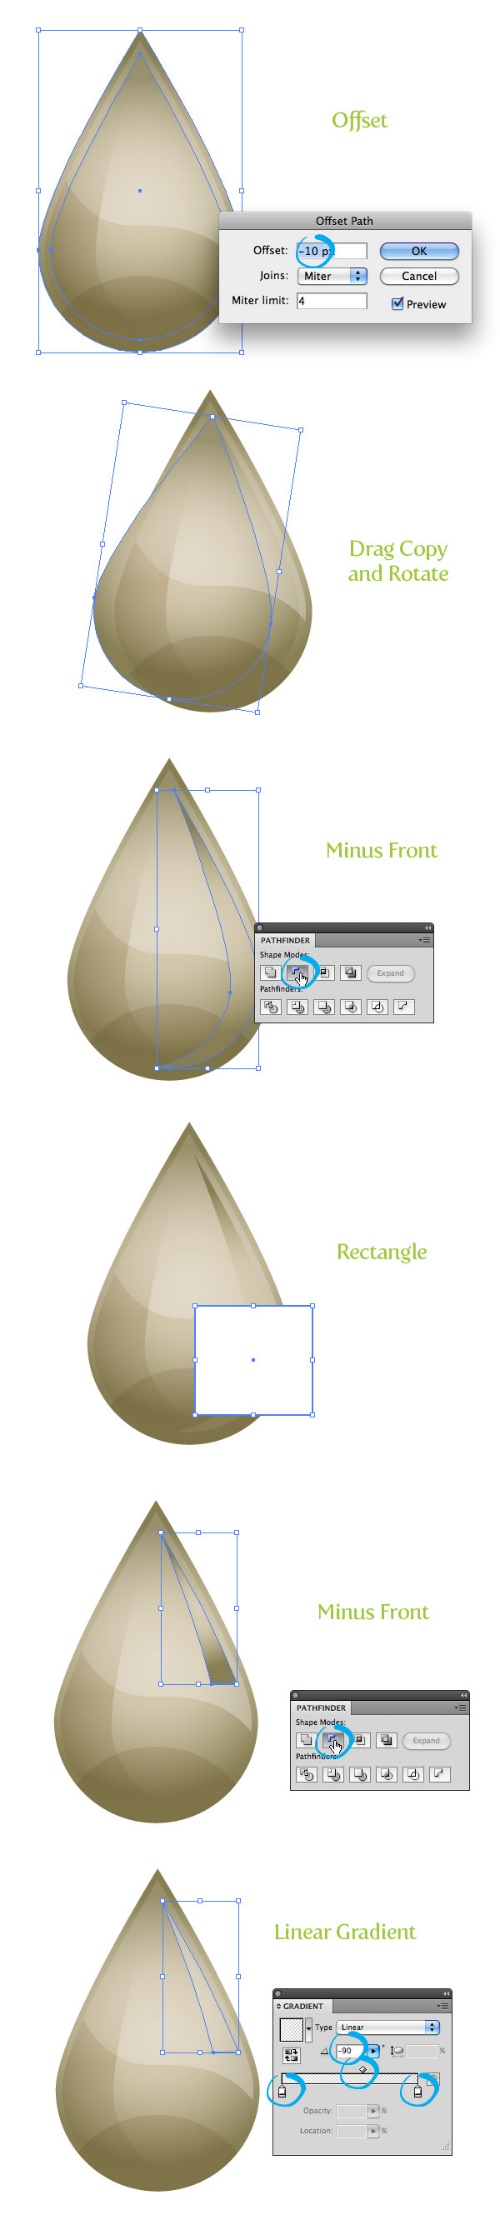 Offset
Offset Path
Offset: -10 p
OK
Joins: Miter
Cancel
Miter limit: 4
Preview
Drag Copy
and Rotate
Minus Front
PATHFINDER
Shape Modes:
Expand
Pathfinders:
Rectangle
Minus Front
PATHFINDER
Shape Modes:
Expand
Pathfinders:
Linear Gradient
GRADIENT
Type Linear
-90 ° %
Opacity: %
Location: %